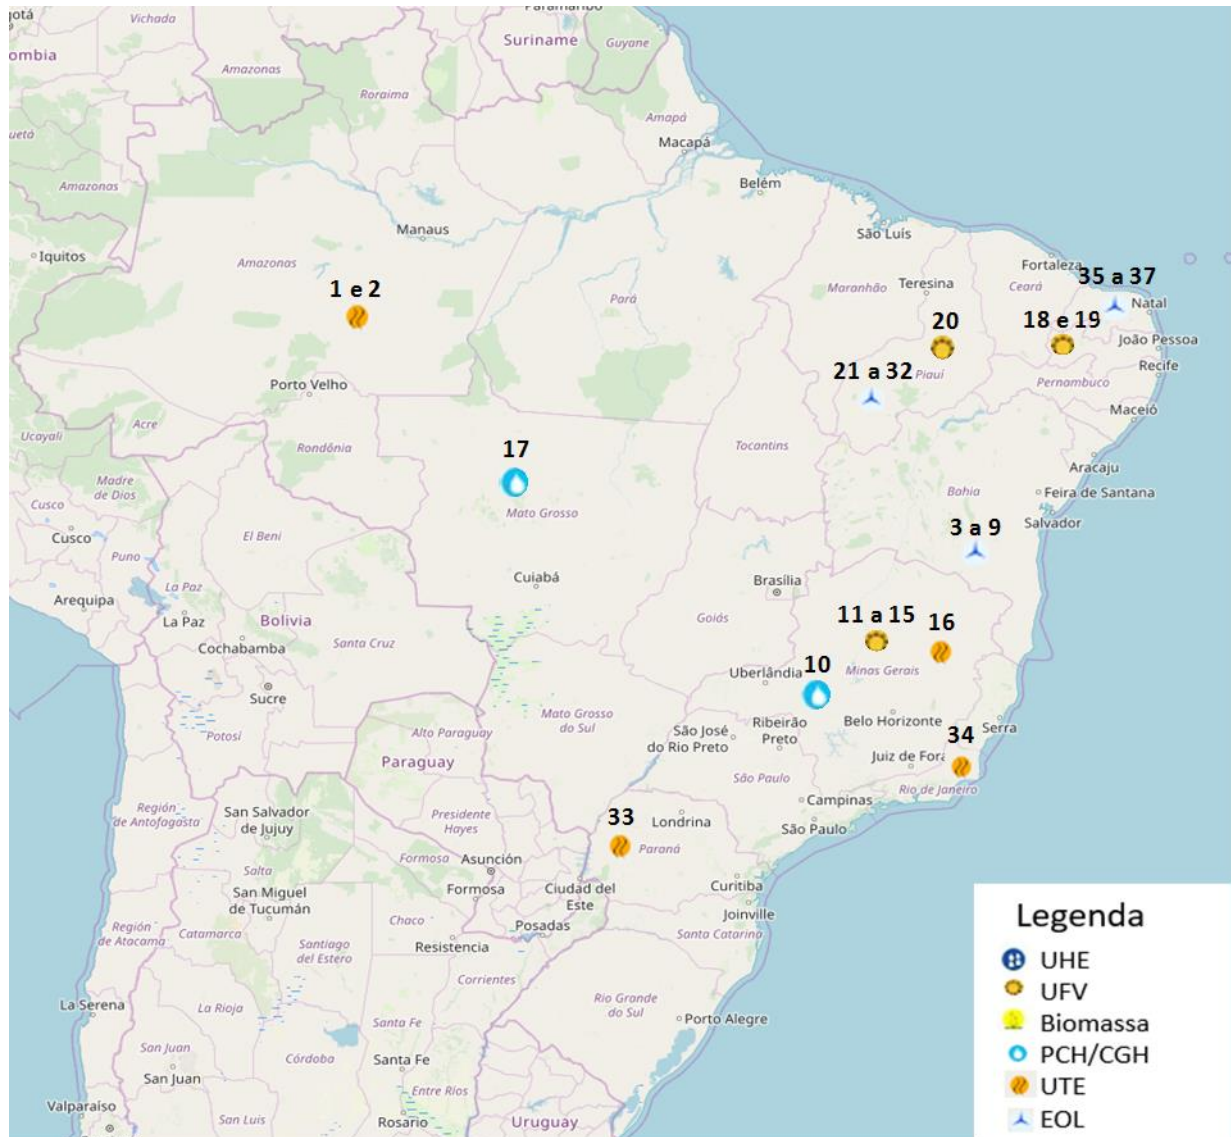 gotá
Vichada
Paramaribo
Suriname
Guyane
ombia
Amazonas
Roraima
Amapá
Macapá
uetá
Amazonas
Belém
Manaus
São Luís
Iquitos
Amazonas
Fortaleza
35 a 37
1 e 2
Pará
Maranhão
Teresina
Ceará
Natal
20
18 e 19
João Pessoa
Recife
21 a 32
Piauí
Porto Velho
Pernambuco
Maceió
Acre
Ucayali
Rondônia
17
Tocantins
Aracaju
Madre
de Dios
Bahia
Feira de Santana
Cusco
Mato Grosso
Salvador
Cusco
El Beni
3 a 9
Puno
Cuiabá
Brasília
Arequipa
La Paz
La Paz
Bolivia
Goiás
11 a 15
16
Santa Cruz
Cochabamba
10
Uberlândia
Minas Gerais
Sucre
Mato Grosso
do Sul
Belo Horizonte
Serra
Potosí
Alto Paraguay
São José
do Rio Preto
Ribeirão
Preto
34
Paraguay
Juiz de Fora
São Paulo
Rio de Janeiro
Región
de Antofagasta
San Salvador
de Jujuy
Presidente
Hayes
33
Londrina
Campinas
São Paulo
Paraná
Salta
Formosa
Asunción
San Miguel
de Tucumán
Formosa
Ciudad del
Este
Curitiba
Joinville
Chaco
Posadas
Región
de Atacama
Catamarca
Santiago
del Estero
Resistencia
Santa Catarina
Corrientes
La Serena
La Rioja
Rio Grande
do Sul
Porto Alegre
Santa Fe
San Juan
Córdoba
Santa Fe
San Juan
Entre Ríos
Valparaíso
San Luis
Rosario
Uruguay
Legenda
UHE
UFV
Biomassa
PCH/CGH
UTE
EOL